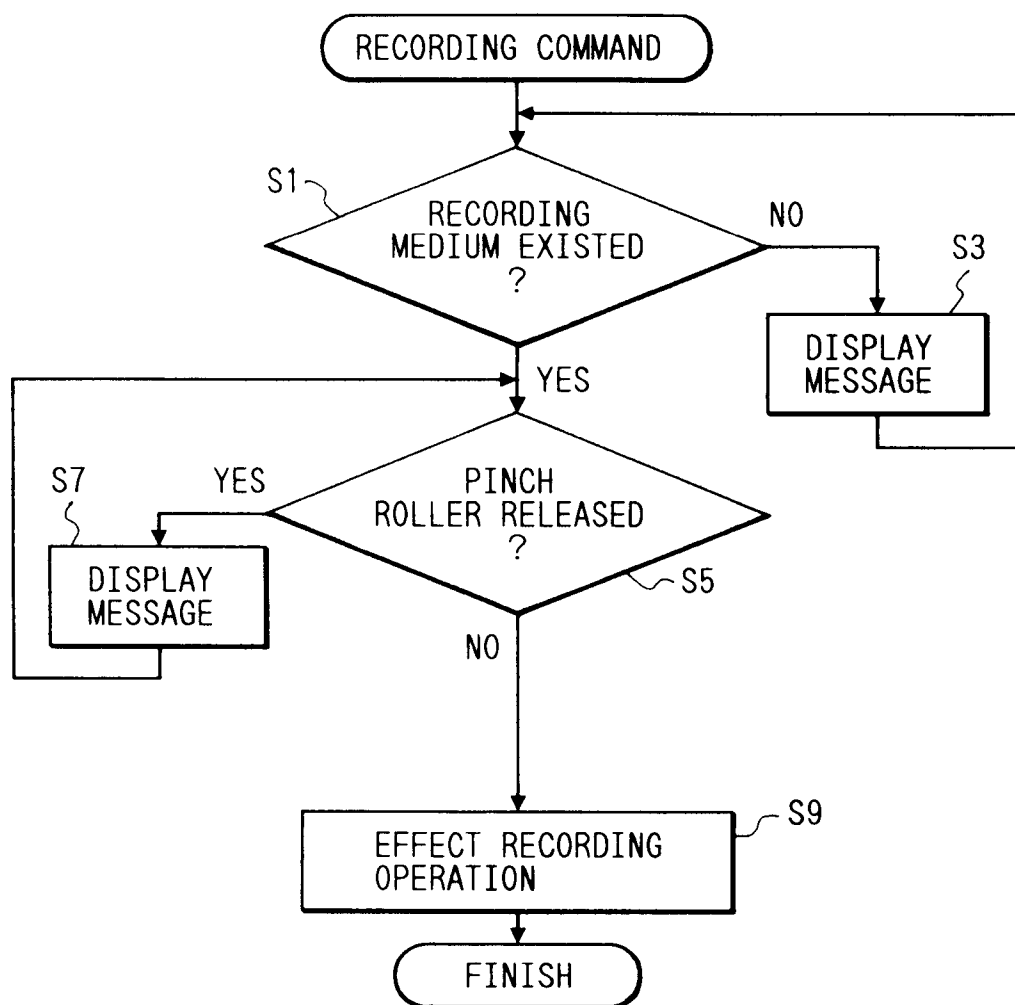 RECORDING COMMAND
S1
RECORDING
MEDIUM EXISTED
?
NO
S3
DISPLAY
MESSAGE
YES
S7
YES
PINCH
ROLLER RELEASED
?
DISPLAY
MESSAGE
S5
NO
S9
EFFECT RECORDING
OPERATION
FINISH